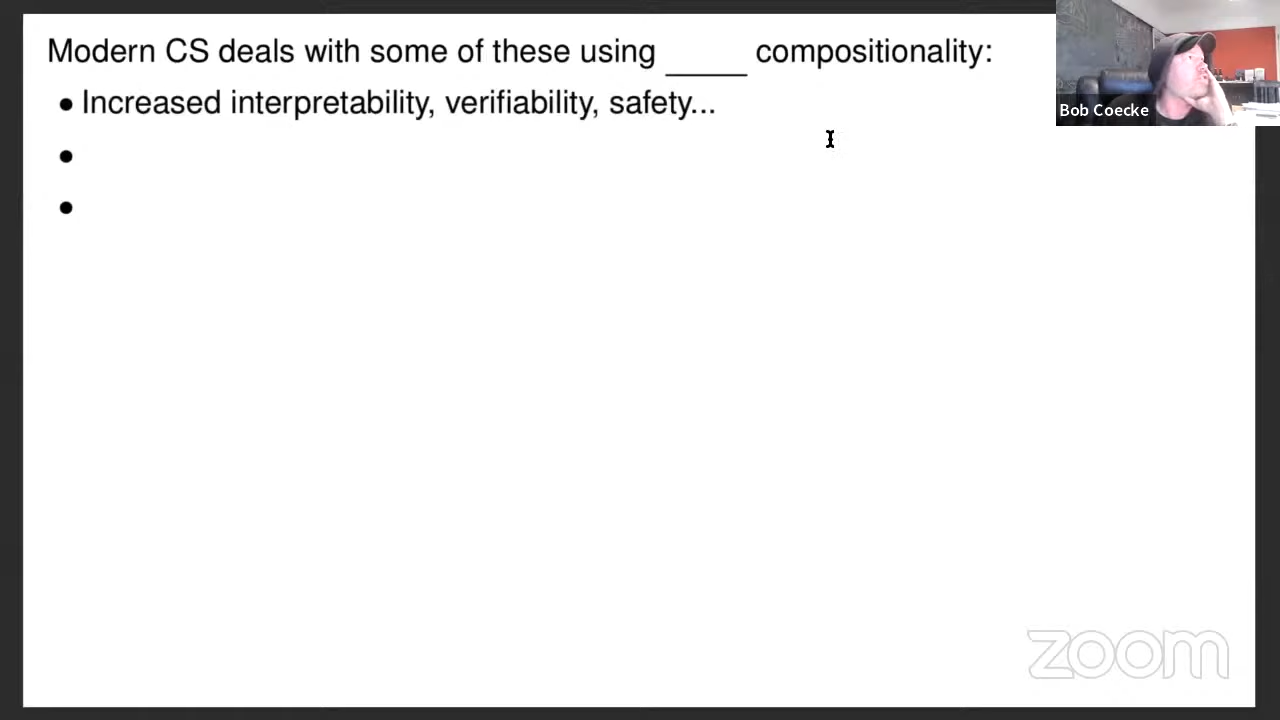 Modern CS deals with some of these using _____ compositionality:
• Increased interpretability, verifiability, safety...
•
•
Bob Coecke
zoom